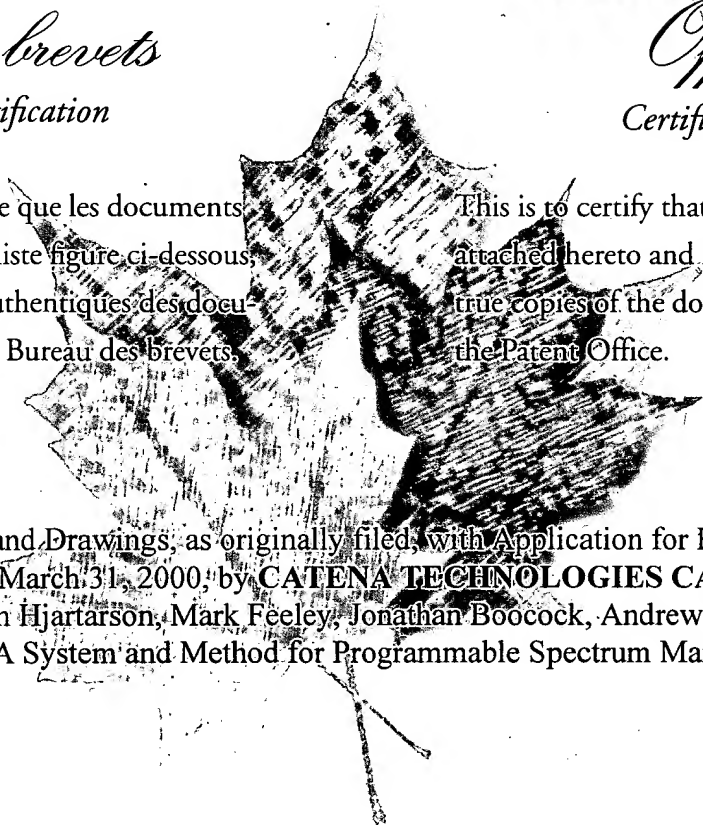 brevets
ification
e que les documents
liste figure ci-dessous
uthentiques des docu-
Bureau des brevets.
Certifi
This is to certify that
attached hereto and
true copies of the do
the Patent Office.
and Drawings, as originally filed, with Application for
March 31, 2000, by CATENA TECHNOLOGIES CA
Hjartarson, Mark Feeley, Jonathan Boocock, Andrew
A System and Method for Programmable Spectrum Ma